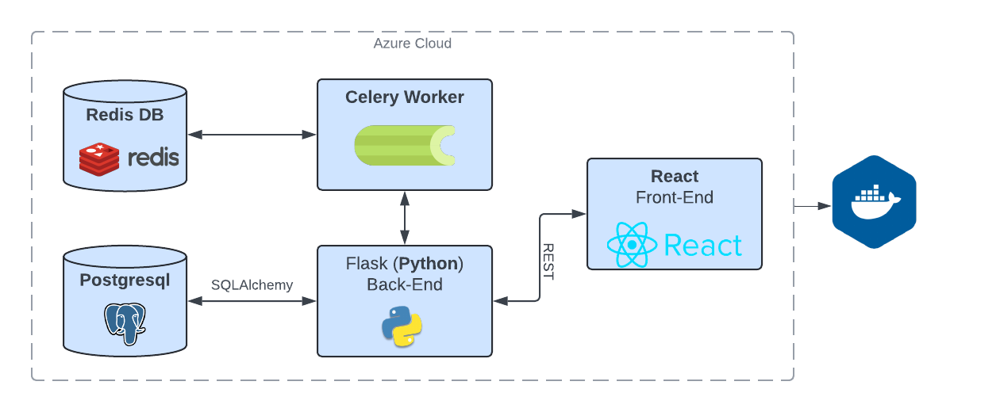 Azure Cloud
Redis DB
redis
Celery Worker
React
Front-End
React
Postgresql
SQLAlchemy
Flask (Python)
Back-End
REST